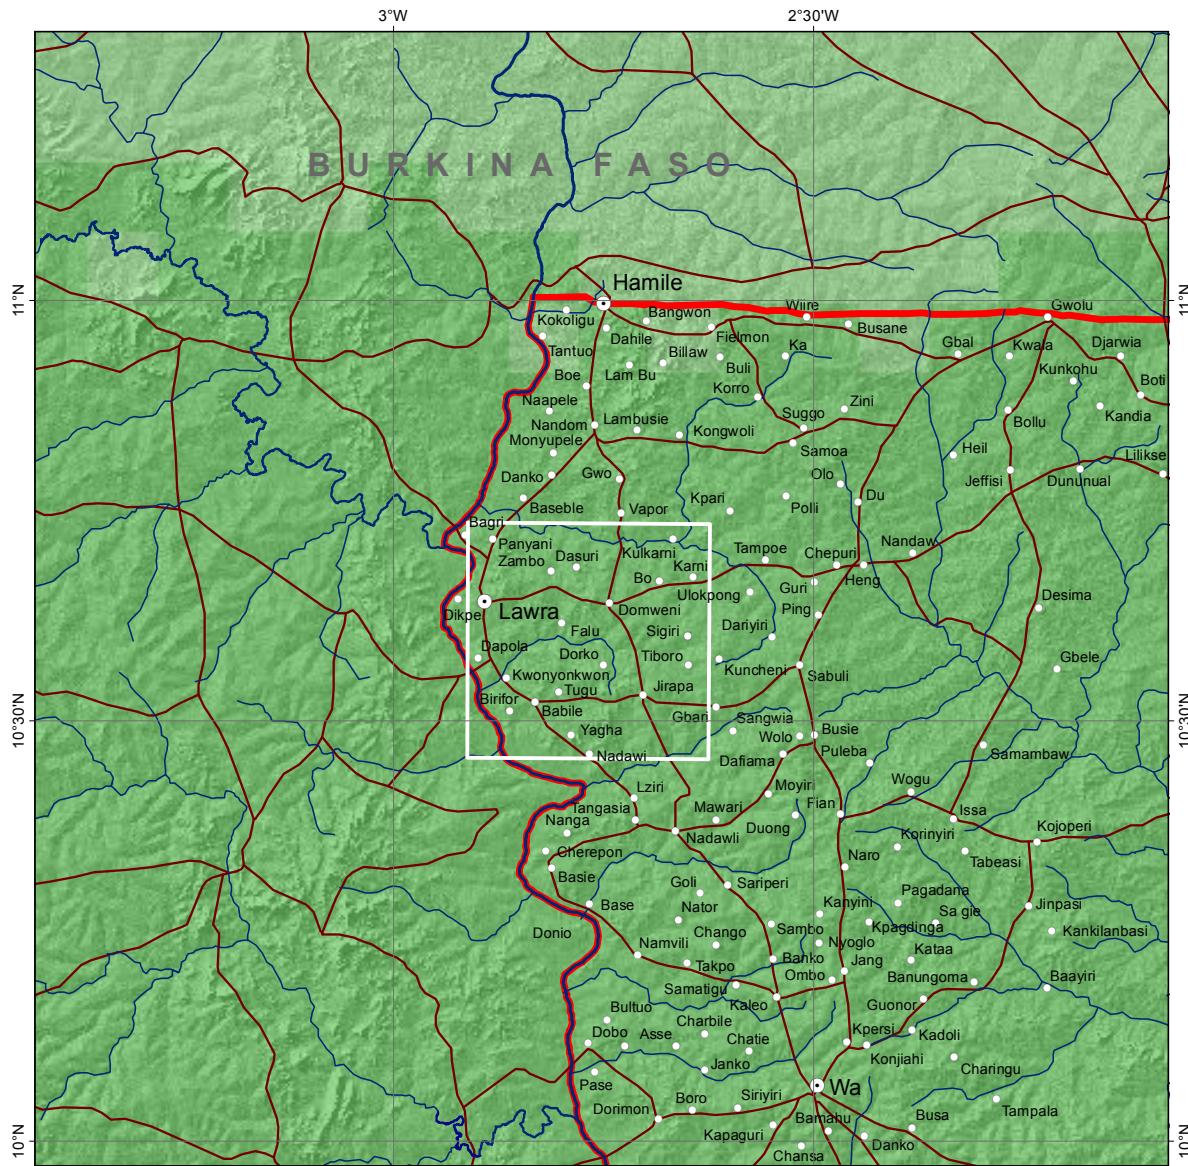 3°W 2°30'W
BURKINA FASO
Hamile
11°N 11°N
Kokoligu Bangwon Wiire Gwolu
Dahile Fielmon Busane
Tantuo Billaw Ka Gbal Kwala Djarwia
Boe Lam Bu Buli Kunkohu Boti
Naapele Korro Zini
Nandom Lambusie Suggo Bollu Kandia
Monyupele Kongwoli Samoa Heil Lilikse
Danko Gwo Olo Jeffisi Dununual
Baseble Vapor Kpari Polli Du
Bagri
Panyani Kulkarni Tampoe Chepuri Nandaw
Zambo Dasuri Bo Karni Guri Heng
Dikpe Lawra Domweni Ulokpong Ping Desima
Falu Sigiri Dariyiri
Dapola Dorko Tiboro Kuncheni Sabuli Gbele
Kwonyonkwon Tugu Jirapa
Birifor Babile Gbari Sangwia Busie
10°30'N 10°30'N
Yagha Wolo Puleba Samambaw
Nadawi Dafiama
Lziri Moyiri Wogu
Tangasia Mawari Fian Issa
Nanga Nadawli Duong Korinyiri Kojoperi
Cherepon Naro Tabeasi
Basie Goli Sariperi Pagadana
Base Nator Kanyini Sa gie Jinpasi
Donio Chango Sambo Kpagdinga Kankilanbasi
Namvili Nyoglo Kataa
Takpo Banko Jang Banungoma Baayiri
Samatigu Ombo
Bultuo Kaleo Guonor
Dobo Asse Charbile Chatie Kpersi Kadoli
Janko Konjiahi Charingu
Pase Wa
Dorimon Boro Siriyiri Bamahu Busa Tampala
Kapaguri Danko
10°N 10°N
Chansa